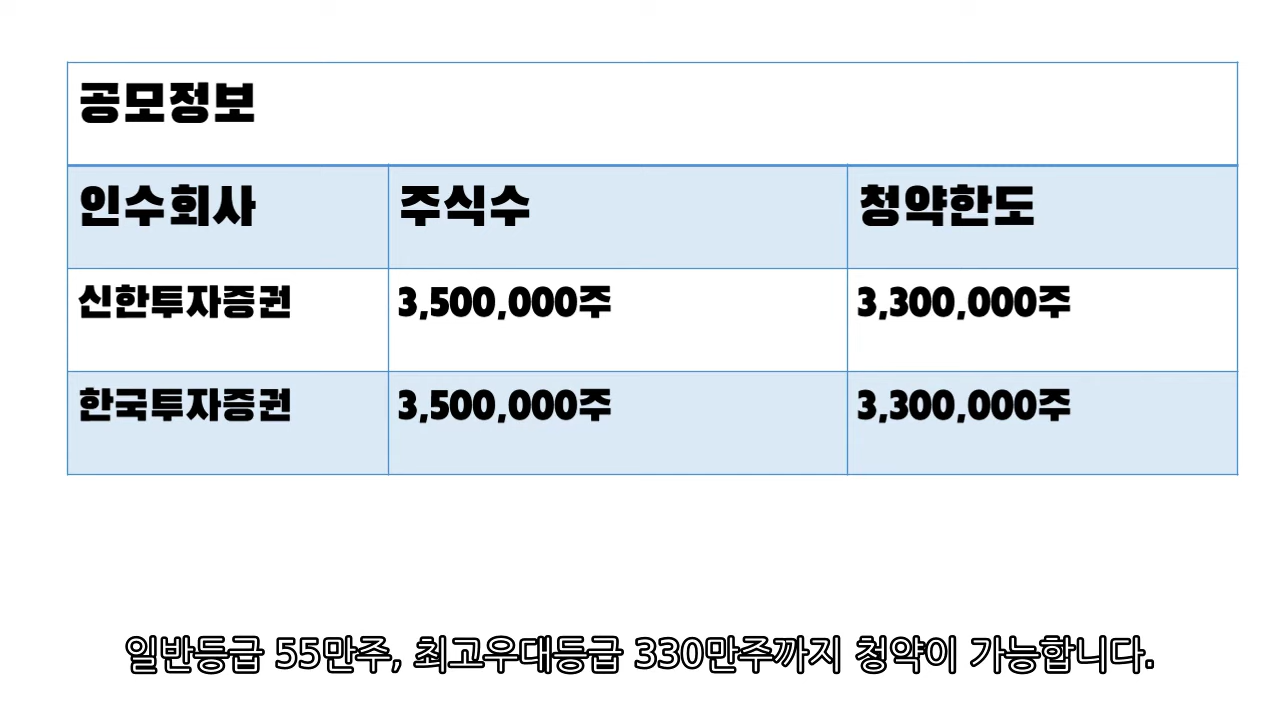 공모정보
인수회사 주식수 청약한도
신한투자증권 3,500,000주 3,300,000주
한국투자증권 3,500,000주 3,300,000주
일반등급 55만주, 최고우대등급 330만주까지 청약이 가능합니다.